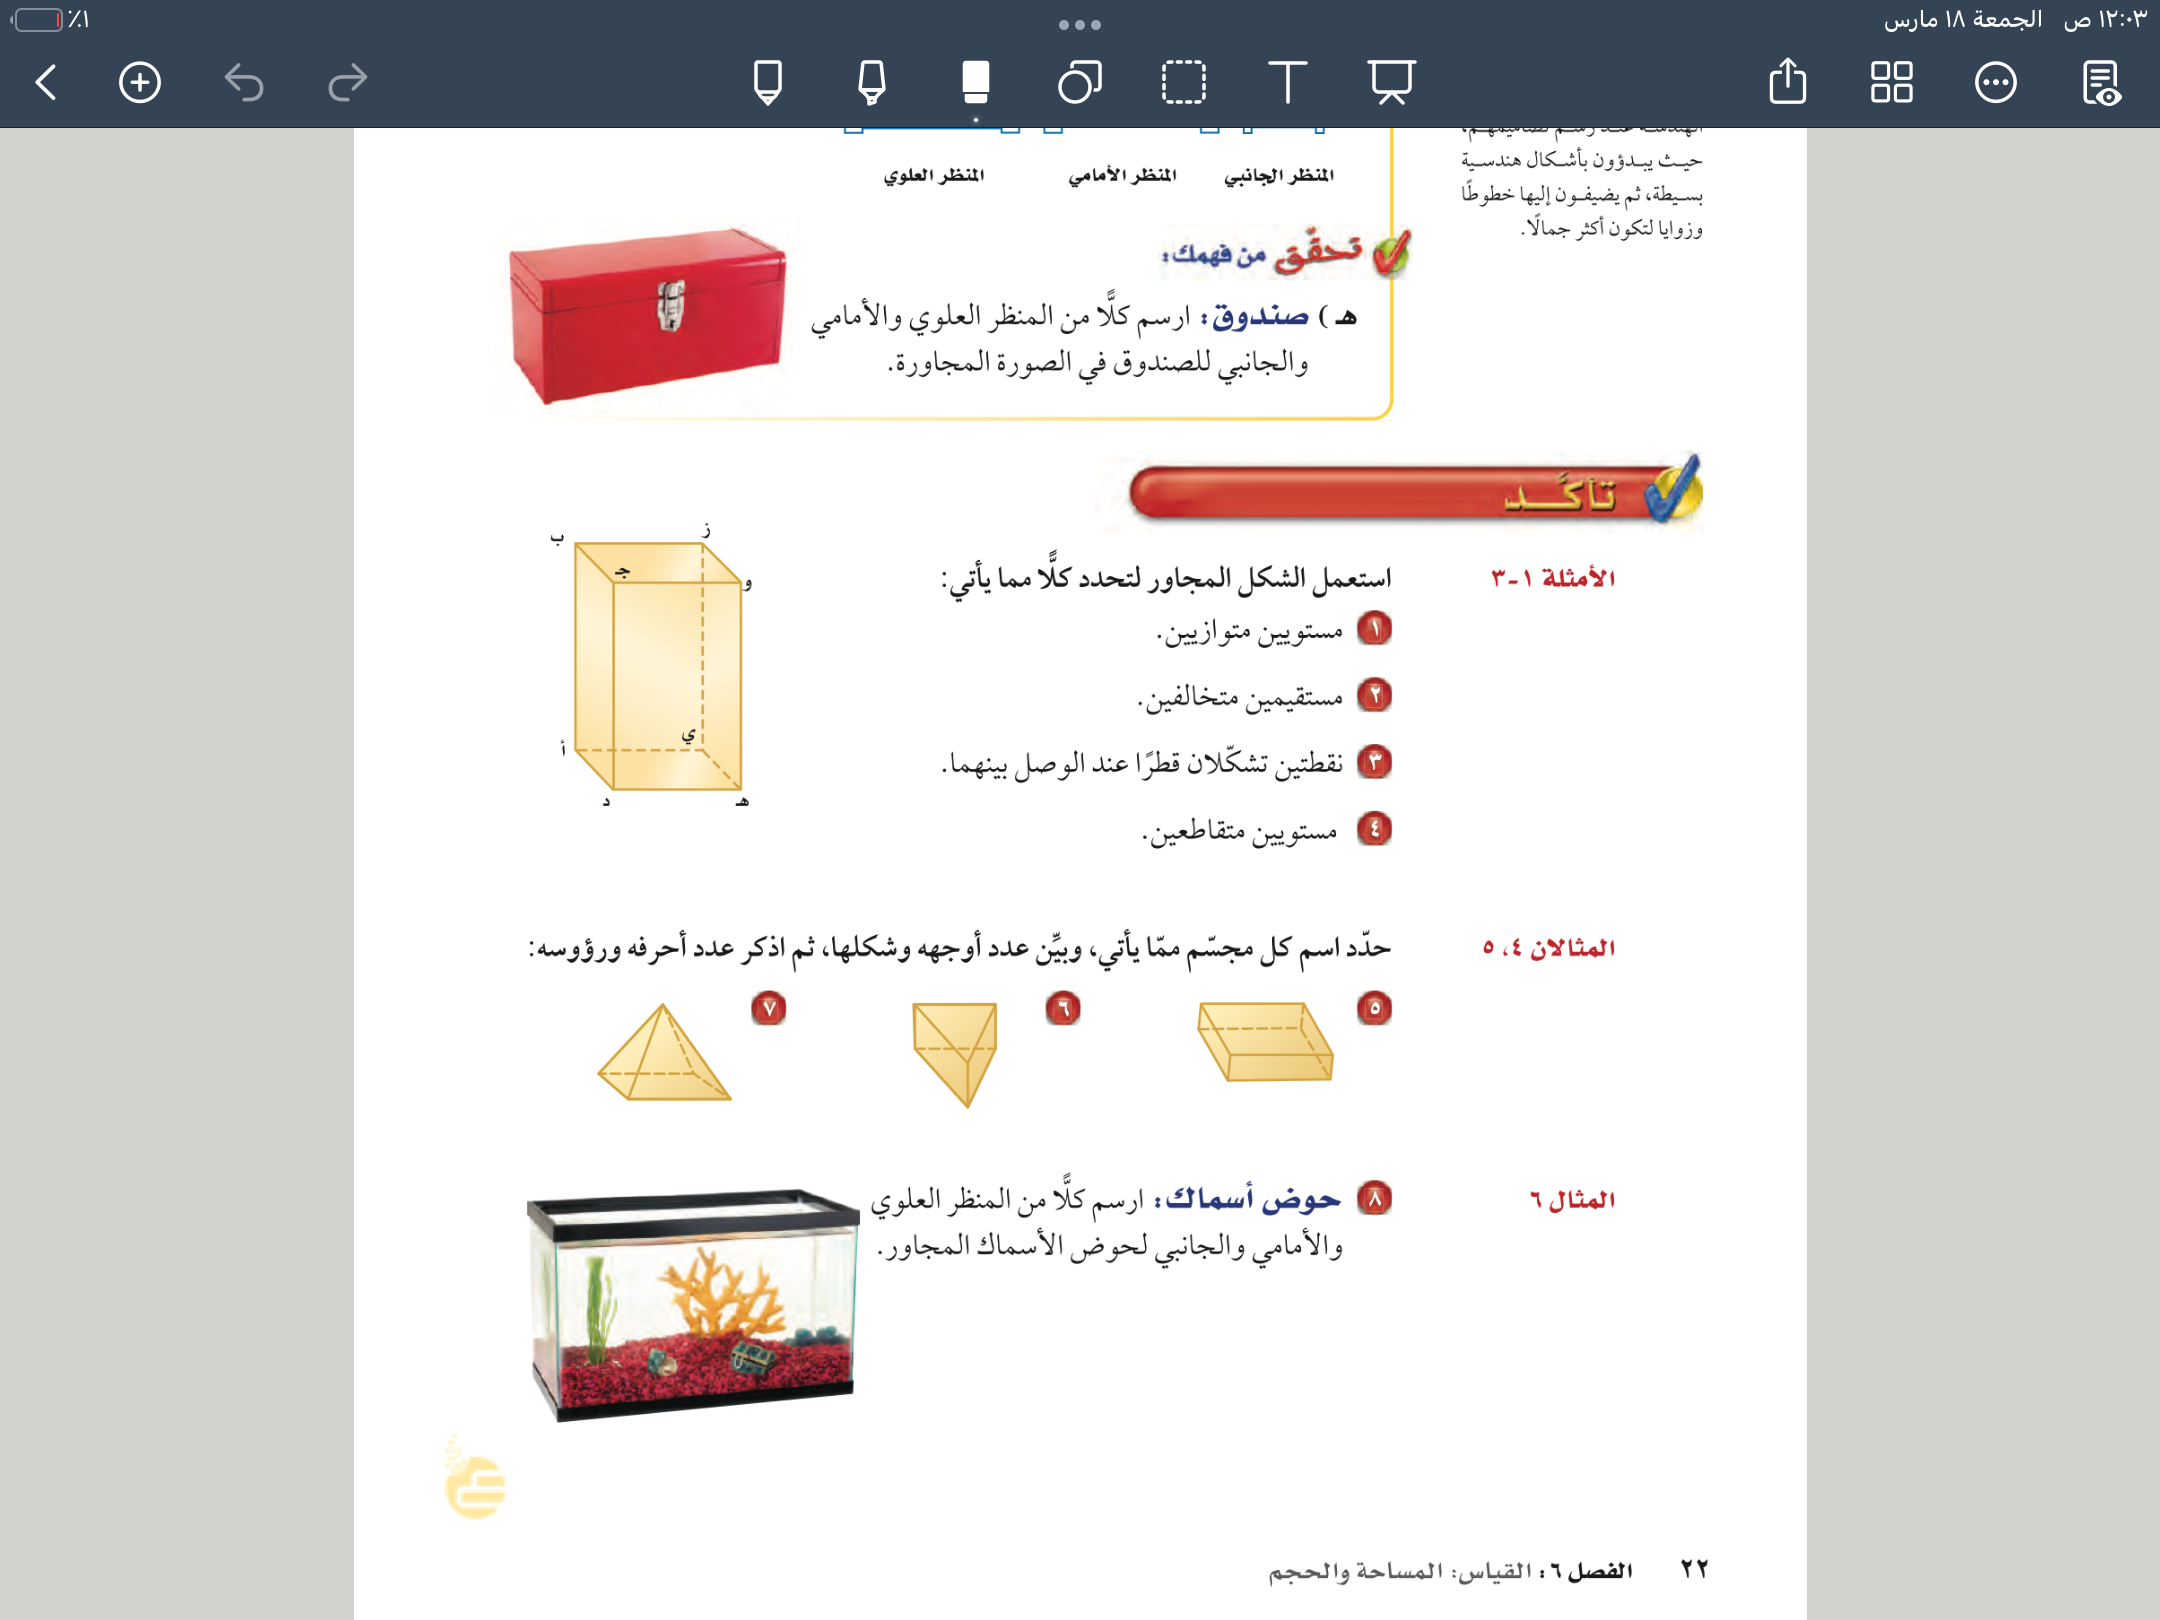 ١٢:٠٣ ص الجمعة ١٨ مارس
٪١
حيث يبدؤون بأشكال هندسية
بسيطة، ثم يضيفون إليها خطوطًا
وزوايا لتكون أكثر جمالًا.
المنظر الجانبي
المنظر الأمامي
المنظر العلوي
تحقّق من فهمك:
هـ) صندوق: ارسم كلًّا من المنظر العلوي والأمامي
والجانبي للصندوق في الصورة المجاورة.
تأكد
الأمثلة ١-٣
استعمل الشكل المجاور لتحدد كلًّا مما يأتي:
١ مستويين متوازيين.
٢ مستقيمين متخالفين.
٣ نقطتين تشكّلان قطرًا عند الوصل بينهما.
٤ مستويين متقاطعين.
ز
ب
جـ
و
ي
أ
هـ
د
المثالان ٤، ٥
حدّد اسم كل مجسّم ممّا يأتي، وبيِّن عدد أوجهه وشكلها، ثم اذكر عدد أحرفه ورؤوسه:
٥
٦
٧
المثال ٦
٨ حوض أسماك: ارسم كلًّا من المنظر العلوي
والأمامي والجانبي لحوض الأسماك المجاور.
٢٢ الفصل ٦: القياس: المساحة والحجم